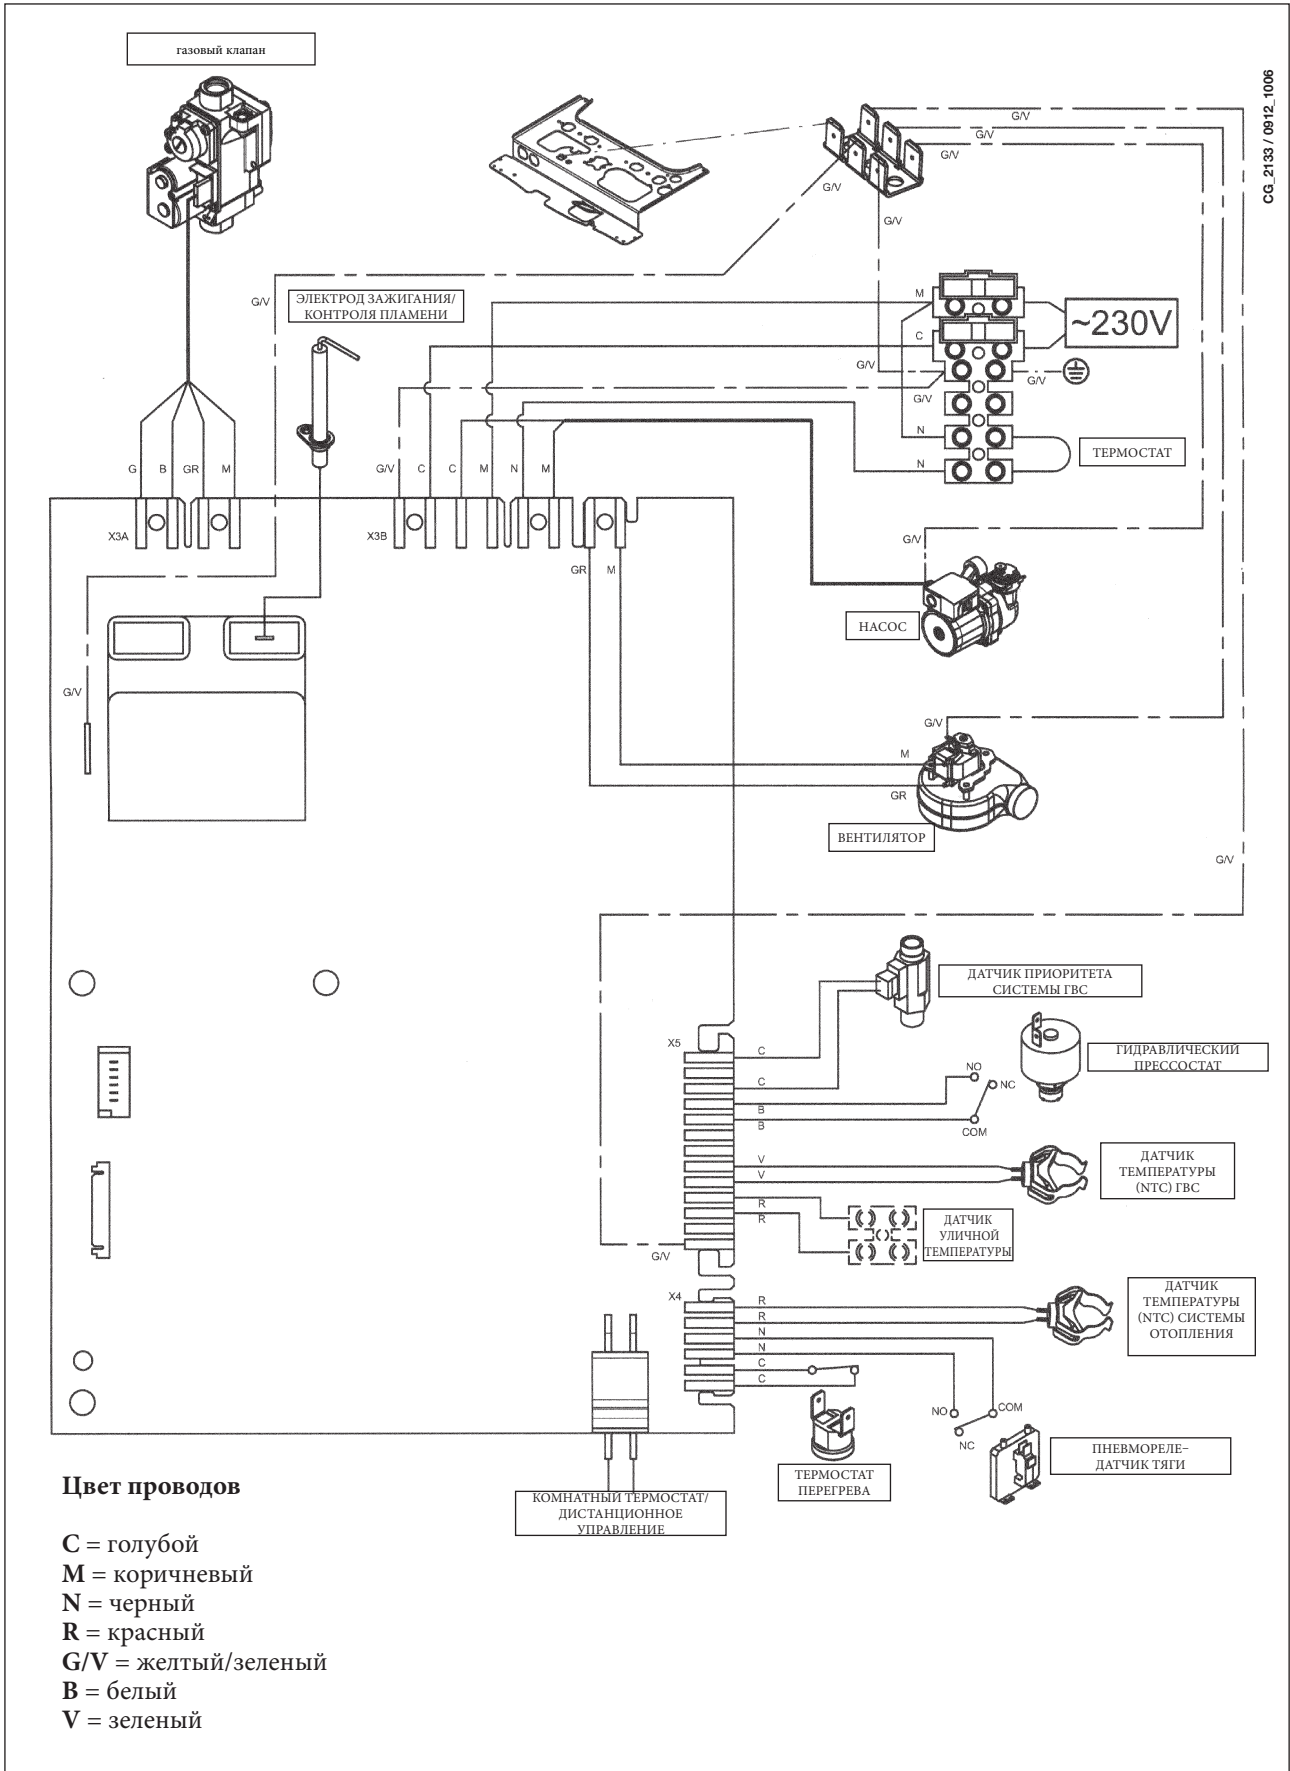 газовый клапан
CG_2133 / 0912_1006
G/V
G/V
G/V
G/V
G/V
G/V
ЭЛЕКТРОД ЗАЖИГАНИЯ/
КОНТРОЛЯ ПЛАМЕНИ
M
~230V
C
G/V
G/V
G/V
N
ТЕРМОСТАТ
N
G
B
GR
M
G/V
C
C
M
N
M
X3A
X3B
GR
M
G/V
НАСОС
G/V
G/V
M
GR
ВЕНТИЛЯТОР
G/V
ДАТЧИК ПРИОРИТЕТА
СИСТЕМЫ ГВС
X5
C
C
ГИДРАВЛИЧЕСКИЙ
ПРЕССОСТАТ
NO
NC
COM
B
B
ДАТЧИК
ТЕМПЕРАТУРЫ
(NTC) ГВС
V
V
R
R
ДАТЧИК
УЛИЧНОЙ
ТЕМПЕРАТУРЫ
G/V
X4
R
R
N
N
C
C
ДАТЧИК
ТЕМПЕРАТУРЫ
(NTC) СИСТЕМЫ
ОТОПЛЕНИЯ
NO
COM
NC
ПНЕВМОРЕЛЕ–
ДАТЧИК ТЯГИ
ТЕРМОСТАТ
ПЕРЕГРЕВА
КОМНАТНЫЙ ТЕРМОСТАТ/
ДИСТАНЦИОННОЕ
УПРАВЛЕНИЕ
Цвет проводов
C = голубой
M = коричневый
N = черный
R = красный
G/V = желтый/зеленый
B = белый
V = зеленый